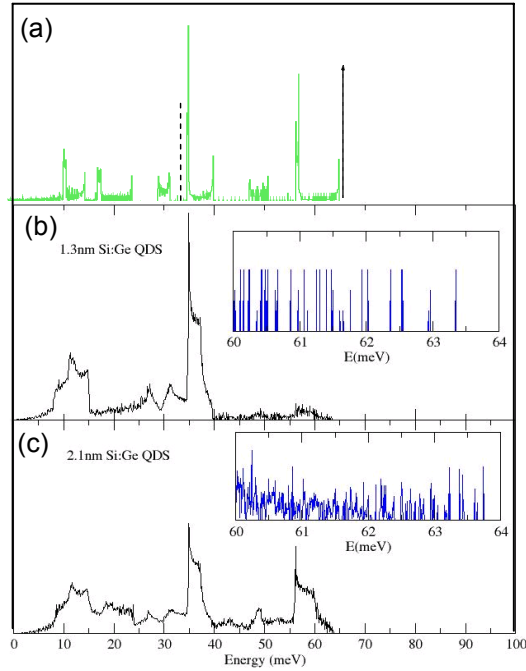 (a)
(b)
1.3nm Si:Ge QDS
60 61 62 63 64
E(meV)
(c)
2.1nm Si:Ge QDS
60 61 62 63 64
E(meV)
0 10 20 30 40 50 60 70 80 90 100
Energy (meV)